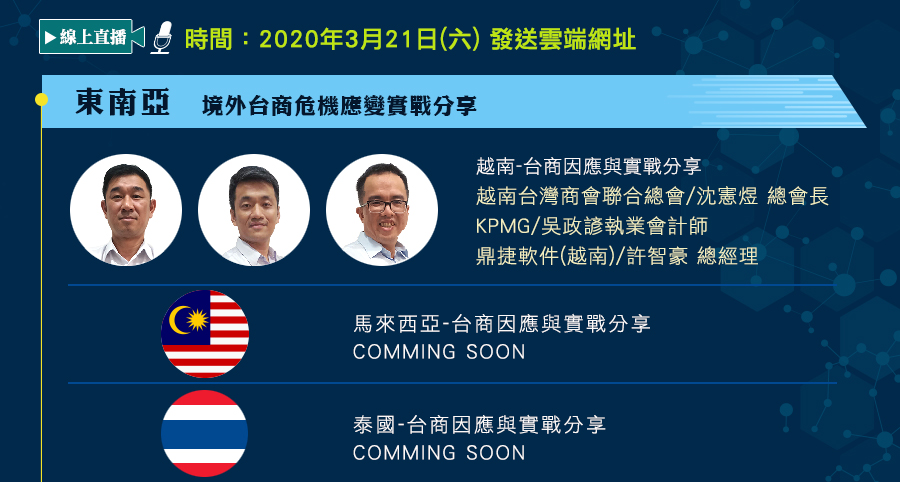 線上直播
時間：2020年3月21日(六) 發送雲端網址
東南亞 境外台商危機應變實戰分享
越南-台商因應與實戰分享
越南台灣商會聯合總會/沈憲煜 總會長
KPMG/吳政諺執業會計師
鼎捷軟件(越南)/許智豪 總經理
馬來西亞-台商因應與實戰分享
COMMING SOON
泰國-台商因應與實戰分享
COMMING SOON